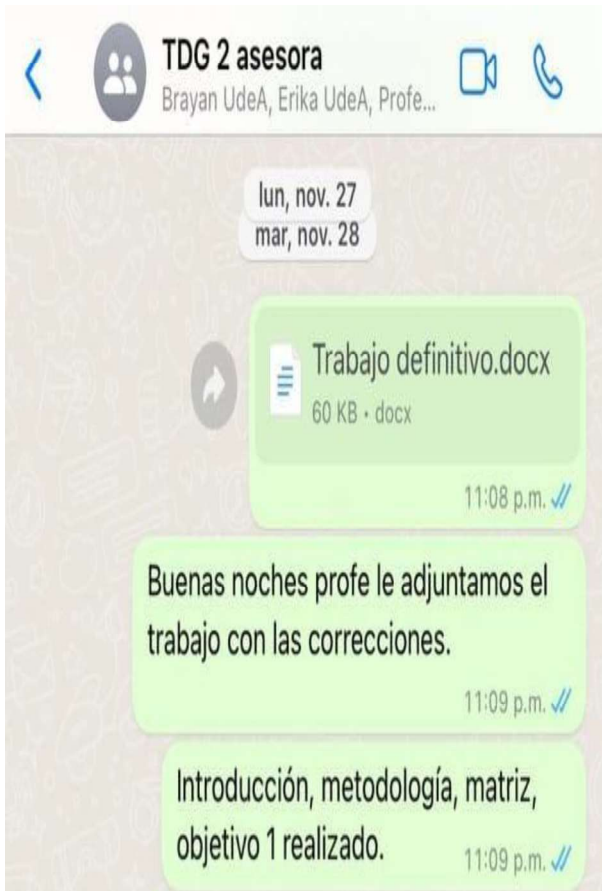 TDG 2 asesora
Brayan UdeA, Erika UdeA, Profe...
lun, nov. 27
mar, nov. 28
Trabajo definitivo.docx
60 KB • docx
11:08 p.m.
Buenas noches profe le adjuntamos el
trabajo con las correcciones.
11:09 p.m.
Introducción, metodología, matriz,
objetivo 1 realizado.
11:09 p.m.